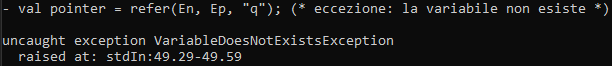 - val pointer = refer(En, Ep, "q"); (* eccezione: la variabile non esiste *)
uncaught exception VariableDoesNotExistsException
raised at: stdIn:49.29-49.59